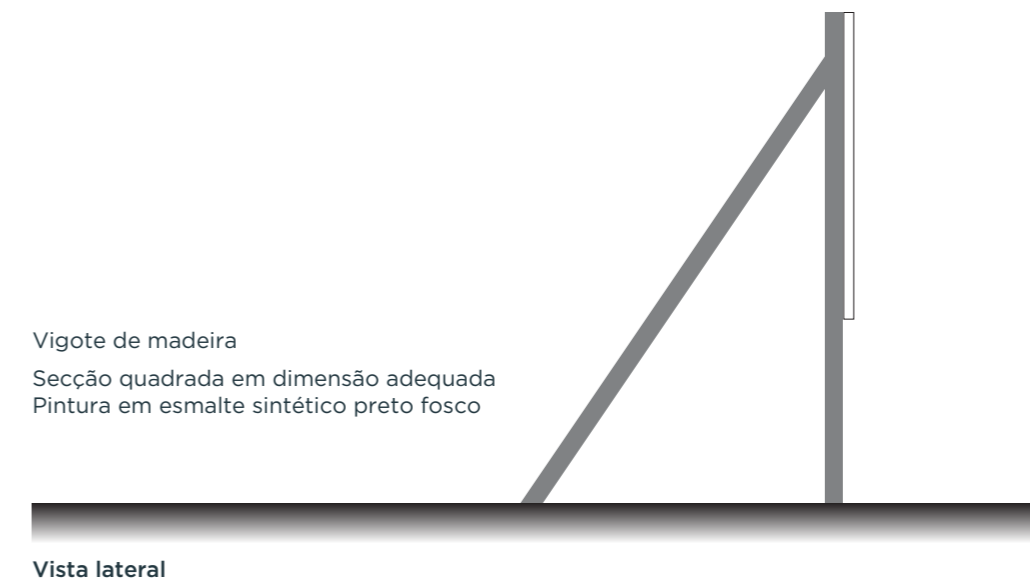 Vigote de madeira
Secção quadrada em dimensão adequada
Pintura em esmalte sintético preto fosco
Vista lateral